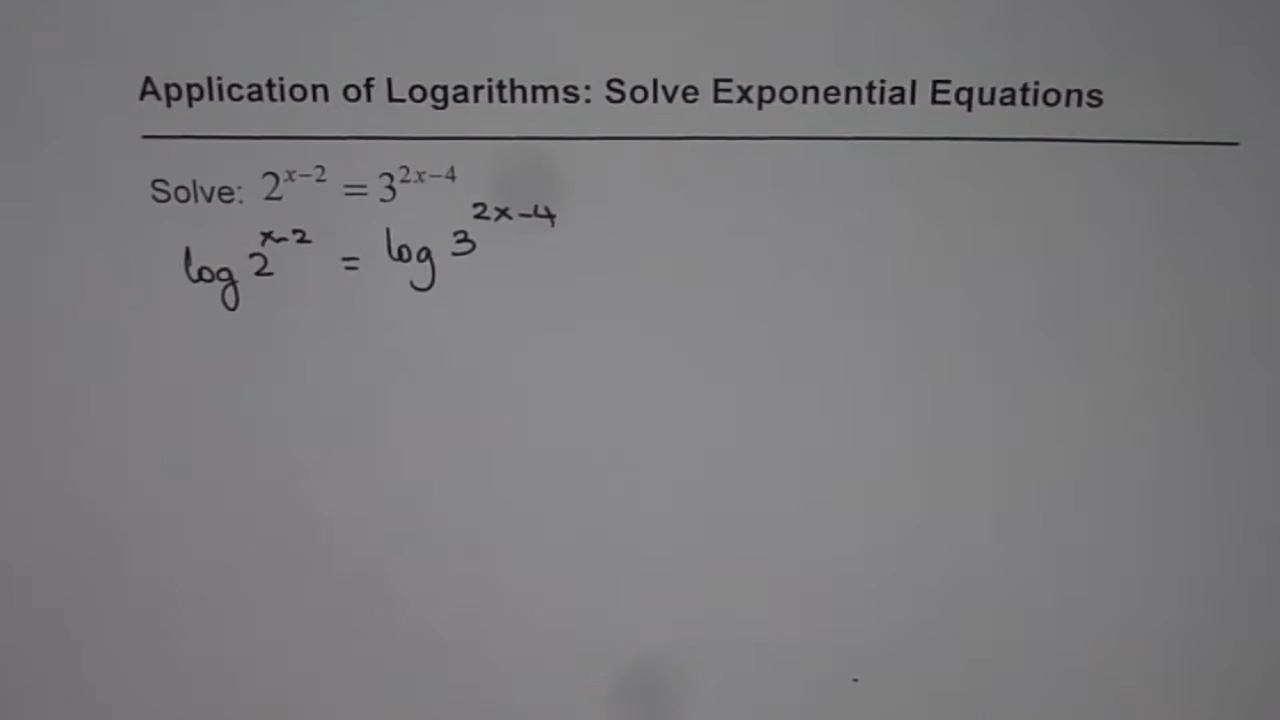 Application of Logarithms: Solve Exponential Equations
Solve: 2^{x−2} = 3^{2x−4}
log 2^{x-2} = log 3^{2x-4}